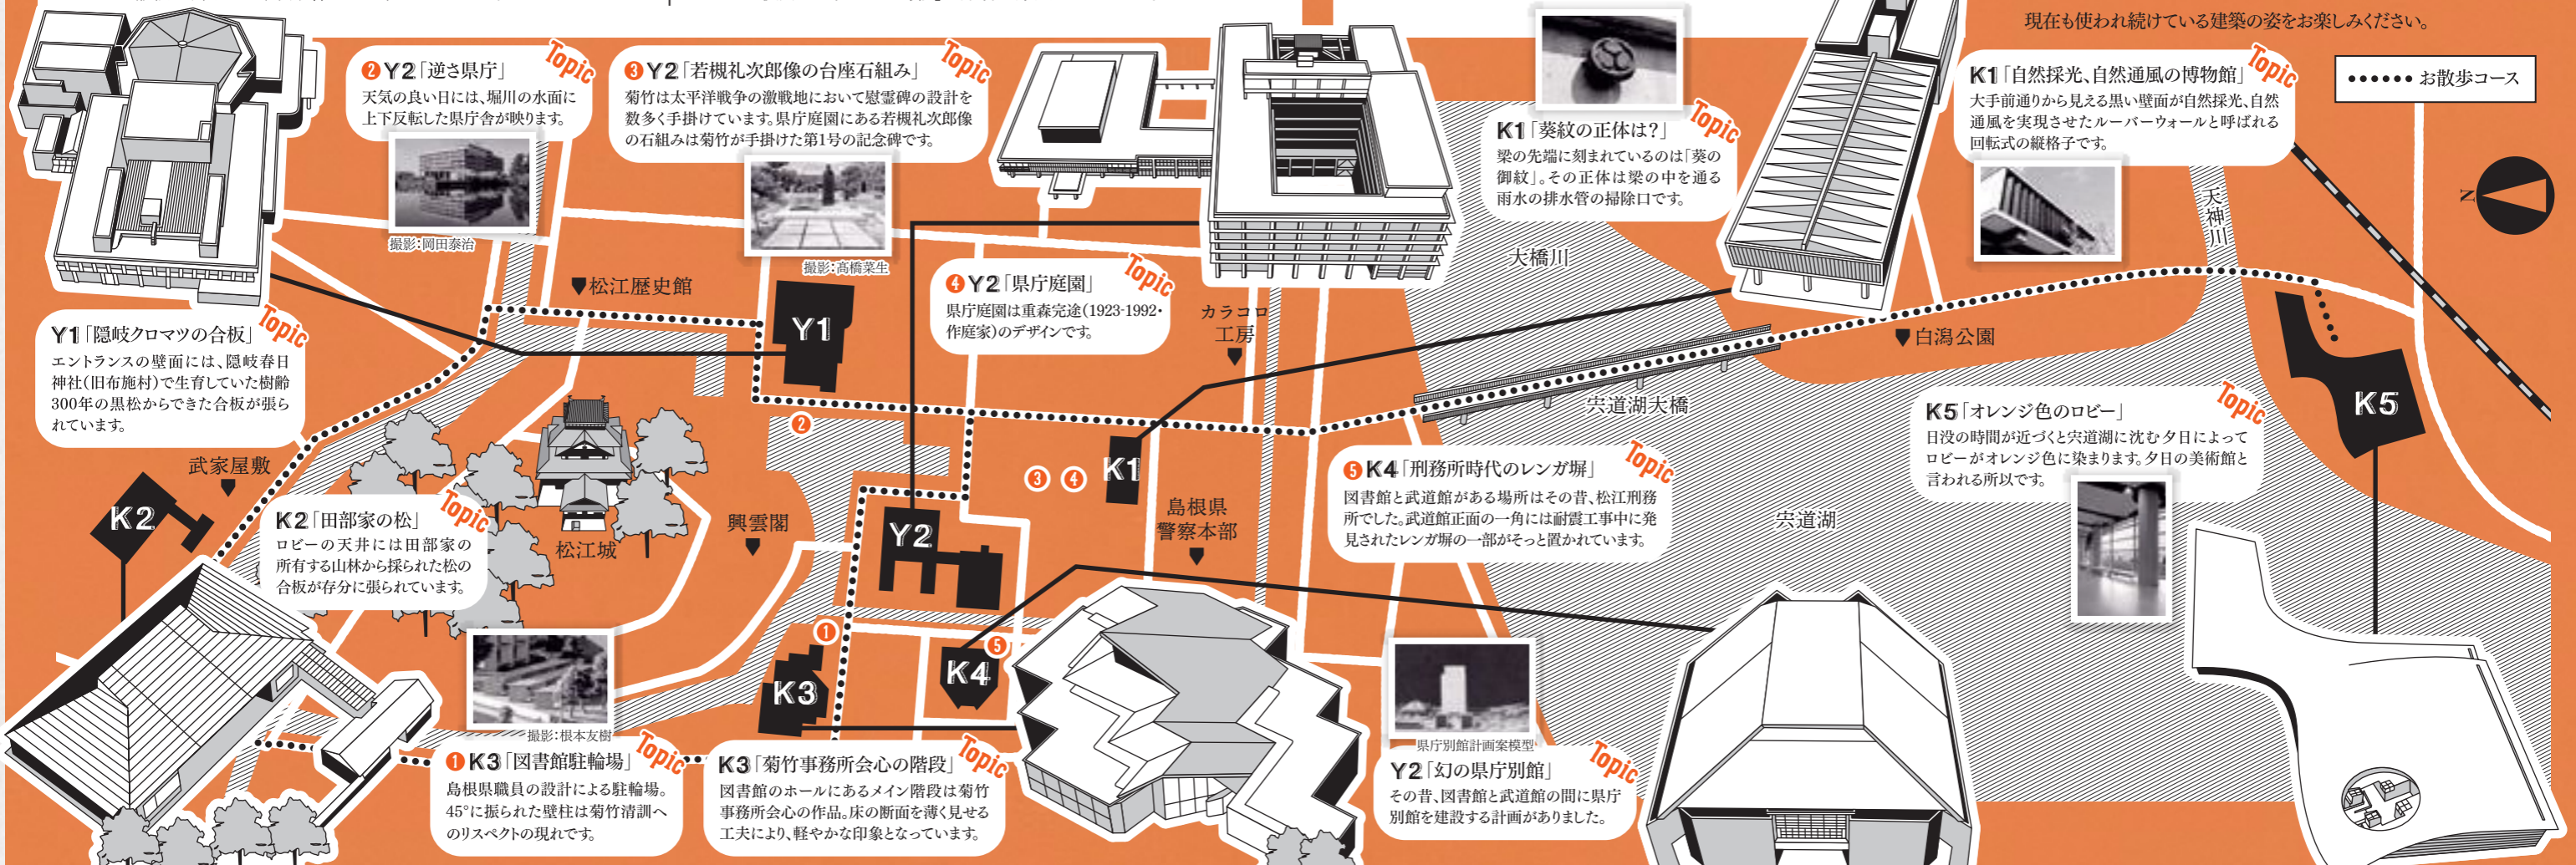 現在も使われ続けている建築の姿をお楽しみください。
•••••• お散歩コース
N
❷Y2「逆さ県庁」
Topic
天気の良い日には、堀川の水面に
上下反転した県庁舎が映ります。
撮影：岡田泰治
❸Y2「若槻礼次郎像の台座石組み」
Topic
菊竹は太平洋戦争の激戦地において慰霊碑の設計を
数多く手掛けています。県庁庭園にある若槻礼次郎像
の石組みは菊竹が手掛けた第1号の記念碑です。
撮影：髙橋菜生
K1「葵紋の正体は？」
Topic
梁の先端に刻まれているのは「葵の
御紋」。その正体は梁の中を通る
雨水の排水管の掃除口です。
K1「自然採光、自然通風の博物館」
Topic
大手前通りから見える黒い壁面が自然採光、自然
通風を実現させたルーバーウォールと呼ばれる
回転式の縦格子です。
天神川
大橋川
松江歴史館
❹Y2「県庁庭園」
Topic
県庁庭園は重森完途（1923-1992・
作庭家）のデザインです。
カラコロ
工房
Y1「隠岐クロマツの合板」
Topic
エントランスの壁面には、隠岐春日
神社（旧布施村）で生育していた樹齢
300年の黒松からできた合板が張ら
れています。
Y1
白潟公園
宍道湖大橋
K5
K5「オレンジ色のロビー」
Topic
日没の時間が近づくと宍道湖に沈む夕日によって
ロビーがオレンジ色に染まります。夕日の美術館と
言われる所以です。
❷
❸
❹
K1
武家屋敷
K2
K2「田部家の松」
Topic
ロビーの天井には田部家の
所有する山林から採られた松の
合板が存分に張られています。
松江城
興雲閣
Y2
島根県
警察本部
❺K4「刑務所時代のレンガ塀」
Topic
図書館と武道館がある場所はその昔、松江刑務
所でした。武道館正面の一角には耐震工事中に発
見されたレンガ塀の一部がそっと置かれています。
宍道湖
❶
❺
K4
K3
撮影：根本友樹
❶K3「図書館駐輪場」
Topic
島根県職員の設計による駐輪場。
45°に振られた壁柱は菊竹清訓へ
のリスペクトの現れです。
K3「菊竹事務所会心の階段」
Topic
図書館のホールにあるメイン階段は菊竹
事務所会心の作品。床の断面を薄く見せる
工夫により、軽やかな印象となっています。
県庁別館計画案模型
Y2「幻の県庁別館」
Topic
その昔、図書館と武道館の間に県庁
別館を建設する計画がありました。